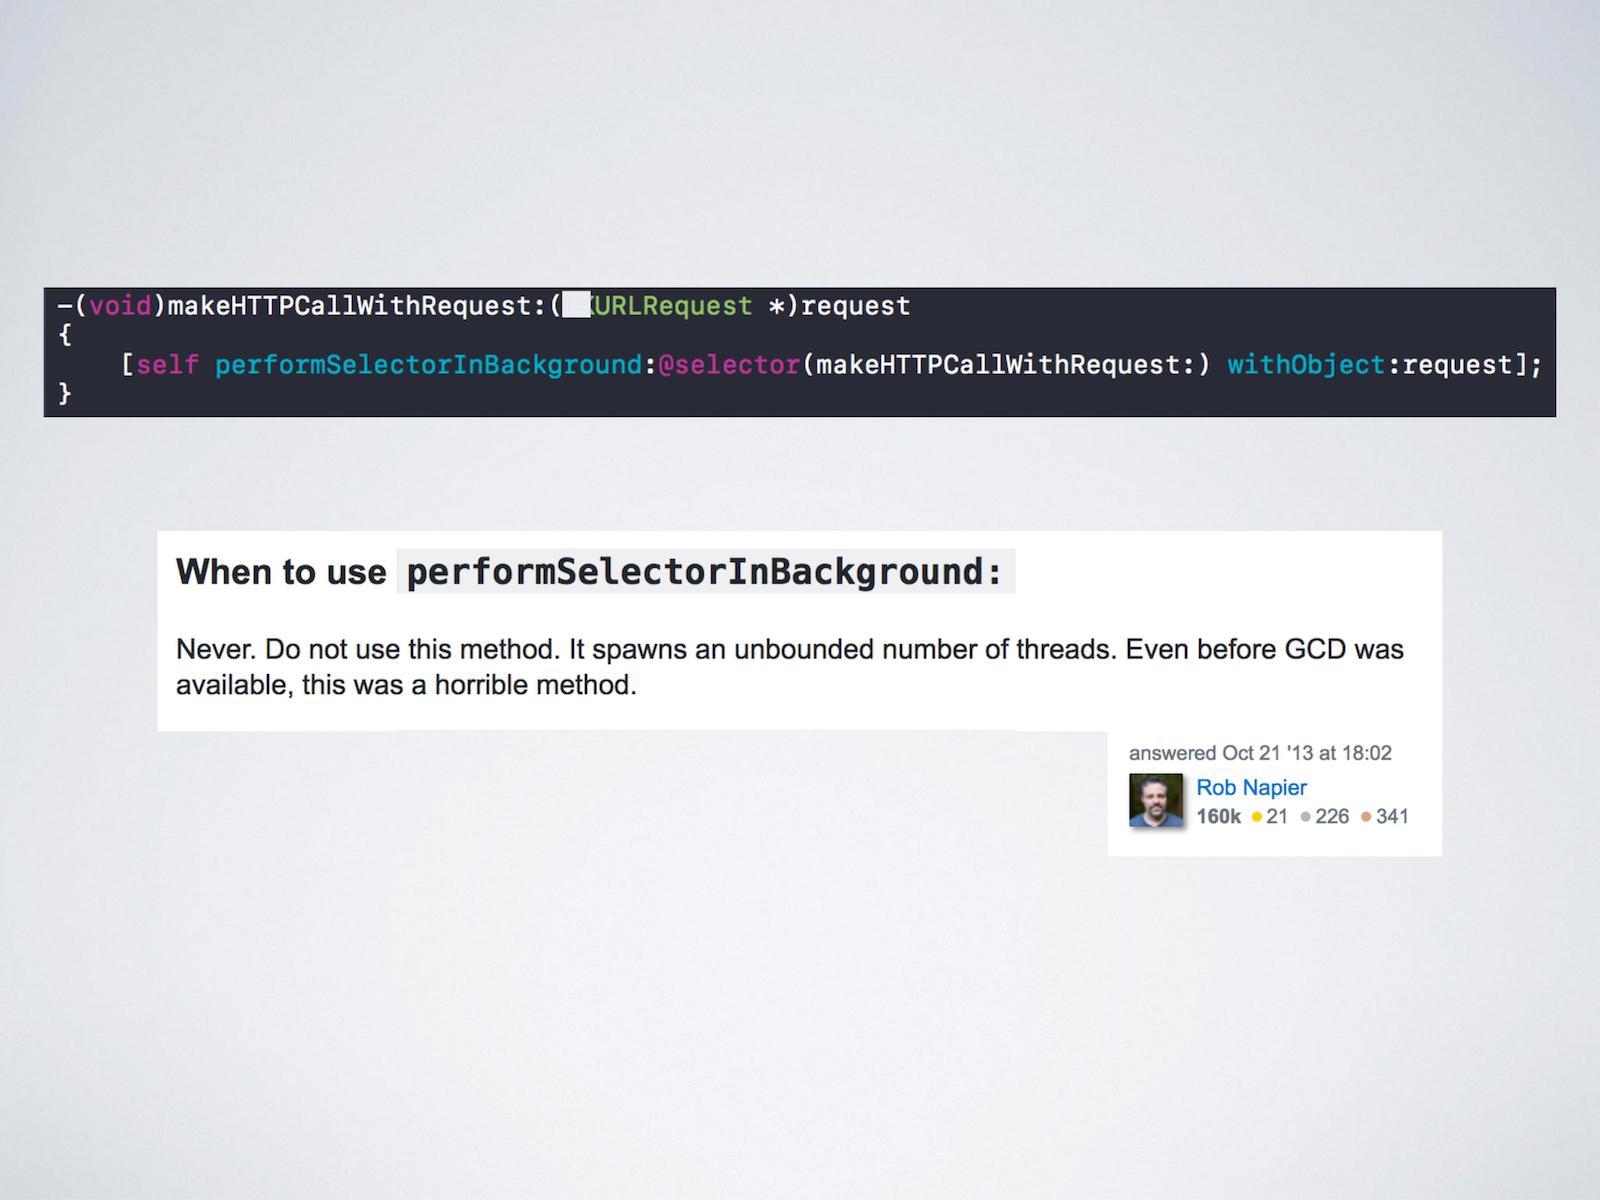 -(void)makeHTTPCallWithRequest:( URLRequest *)request
{
[self performSelectorInBackground:@selector(makeHTTPCallWithRequest:) withObject:request];
}
When to use performSelectorInBackground:
Never. Do not use this method. It spawns an unbounded number of threads. Even before GCD was
available, this was a horrible method.
answered Oct 21 '13 at 18:02
Rob Napier
160k 21 226 341